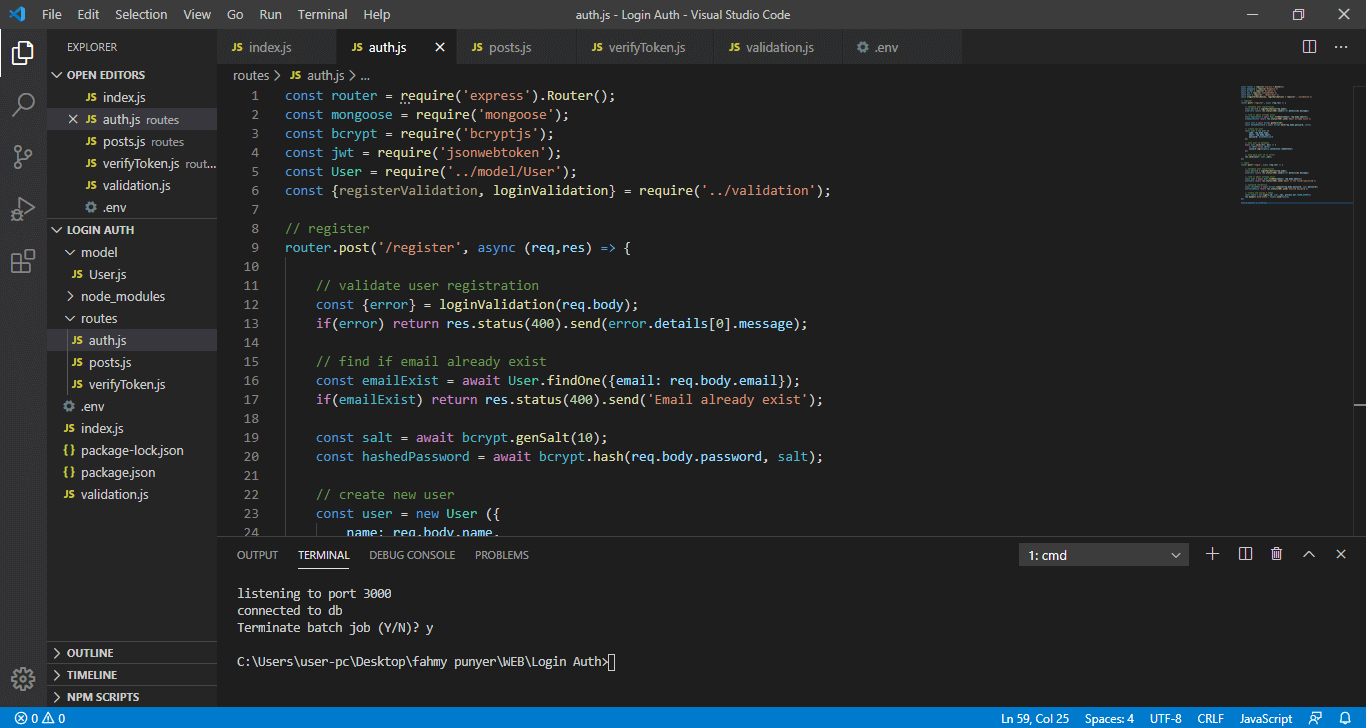 File Edit Selection View Go Run Terminal Help
auth.js - Login Auth - Visual Studio Code
EXPLORER
OPEN EDITORS
JS index.js
JS auth.js routes
JS posts.js routes
JS verifyToken.js rout...
JS validation.js
.env
LOGIN AUTH
model
JS User.js
node_modules
routes
JS auth.js
JS posts.js
JS verifyToken.js
.env
JS index.js
{} package-lock.json
{} package.json
JS validation.js
OUTLINE
TIMELINE
NPM SCRIPTS
JS index.js JS auth.js JS posts.js JS verifyToken.js JS validation.js .env
routes > JS auth.js > ...
1 const router = require('express').Router();
2 const mongoose = require('mongoose');
3 const bcrypt = require('bcryptjs');
4 const jwt = require('jsonwebtoken');
5 const User = require('../model/User');
6 const {registerValidation, loginValidation} = require('../validation');
7
8 // register
9 router.post('/register', async (req,res) => {
10
11 // validate user registration
12 const {error} = loginValidation(req.body);
13 if(error) return res.status(400).send(error.details[0].message);
14
15 // find if email already exist
16 const emailExist = await User.findOne({email: req.body.email});
17 if(emailExist) return res.status(400).send('Email already exist');
18
19 const salt = await bcrypt.genSalt(10);
20 const hashedPassword = await bcrypt.hash(req.body.password, salt);
21
22 // create new user
23 const user = new User ({
24 name: req.body.name,
OUTPUT TERMINAL DEBUG CONSOLE PROBLEMS
1: cmd
listening to port 3000
connected to db
Terminate batch job (Y/N)? y
C:\Users\user-pc\Desktop\fahmy punyer\WEB\Login Auth>
0 0
Ln 59, Col 25 Spaces: 4 UTF-8 CRLF JavaScript